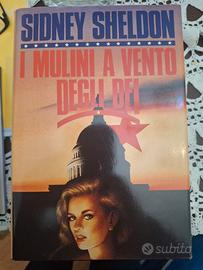 SIDNEY SHELDON
I MULINI A VENTO
DEGLI DEI
subito